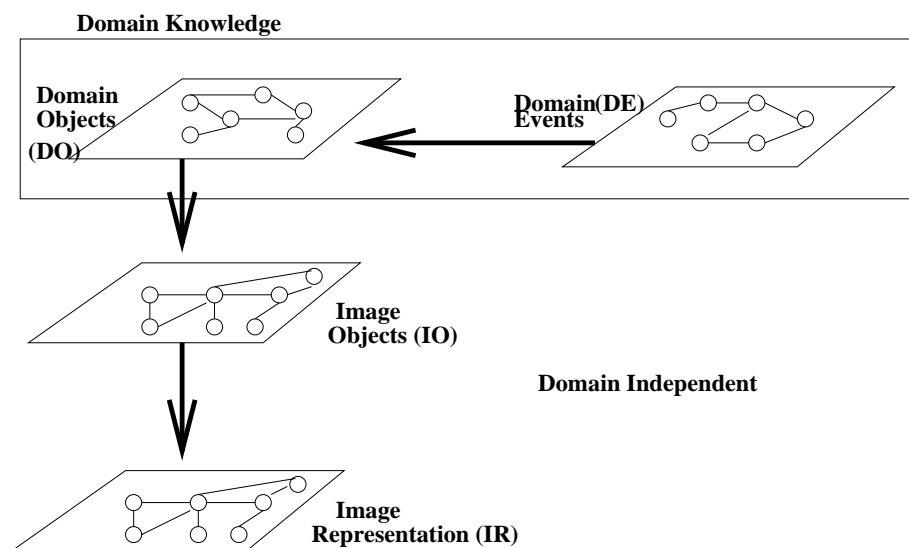 Domain Knowledge
Domain
Objects
(DO)
Domain(DE)
Events
Image
Objects (IO)
Domain Independent
Image
Representation (IR)